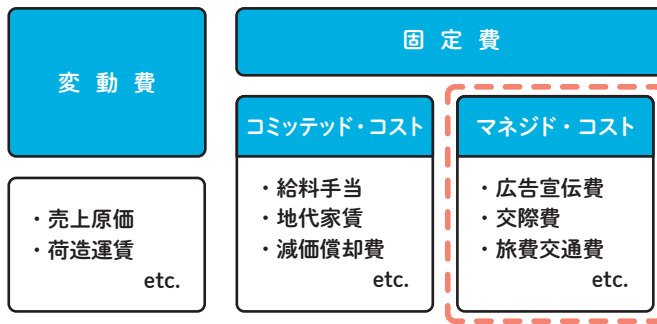 変動費
・売上原価
・荷造運賃
etc.
固定費
コミッテッド・コスト
・給料手当
・地代家賃
・減価償却費
etc.
マネジド・コスト
・広告宣伝費
・交際費
・旅費交通費
etc.